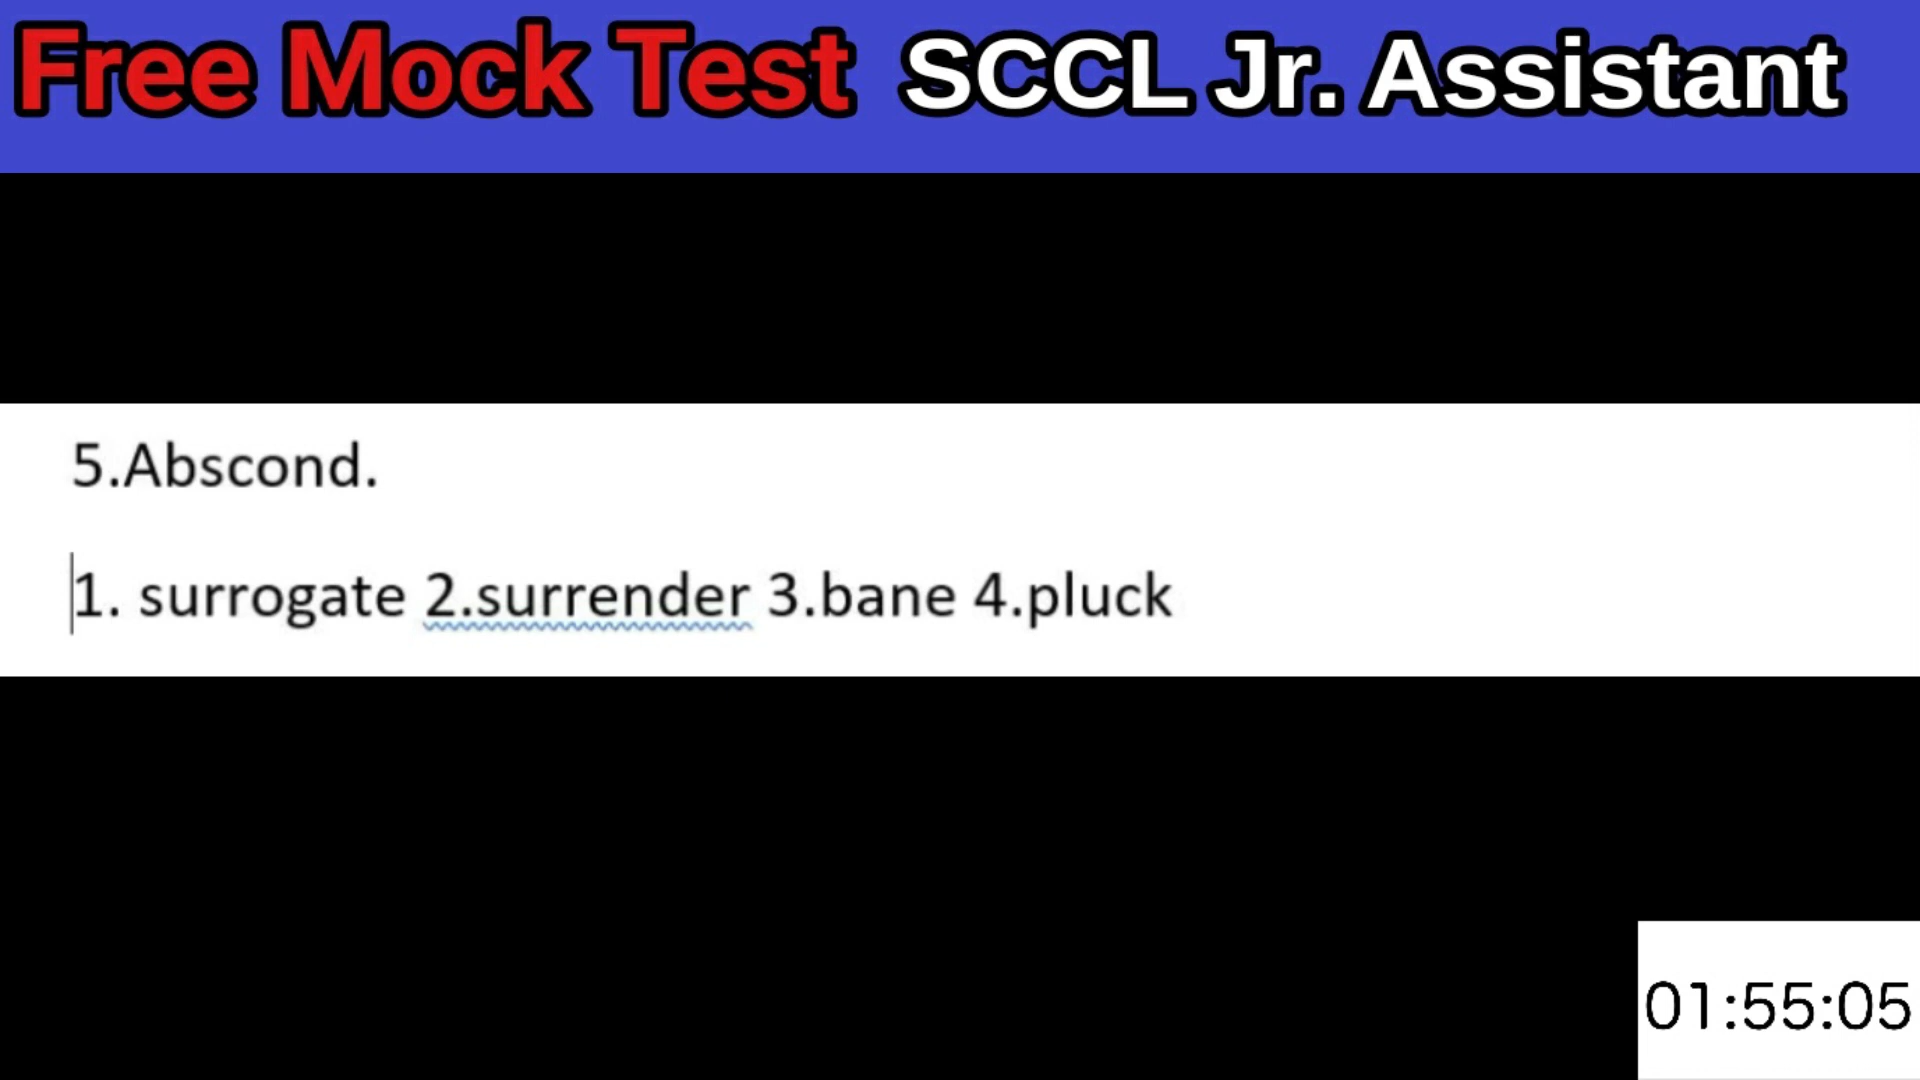 Free Mock Test SCCL Jr. Assistant
5.Abscond.
1. surrogate 2.surrender 3.bane 4.pluck
01:55:05